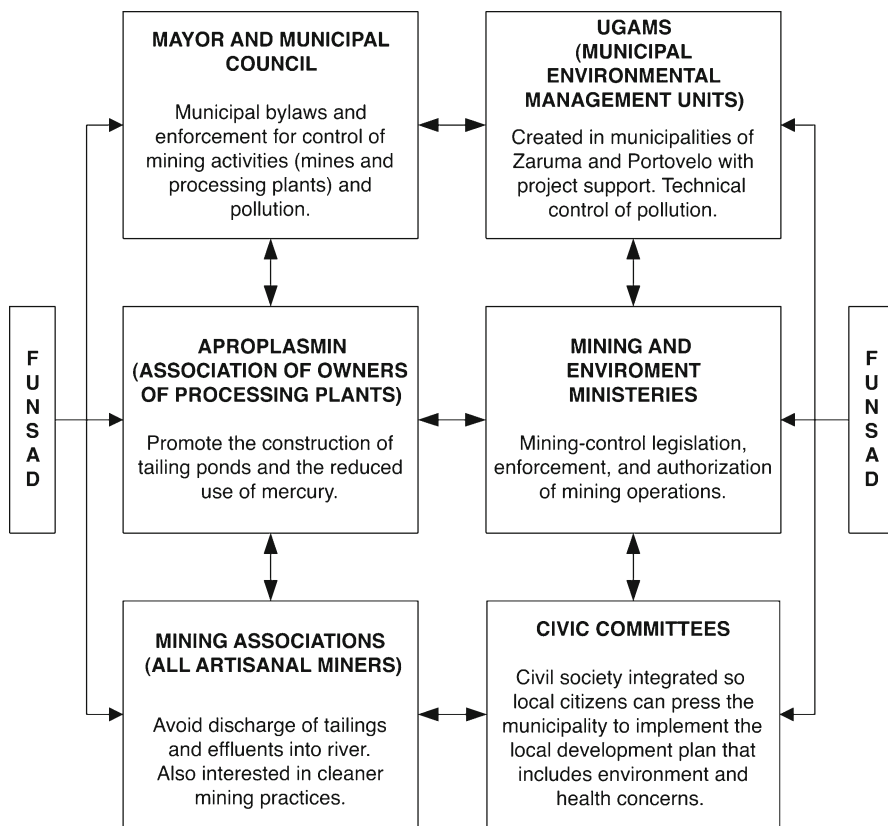 MAYOR AND MUNICIPAL
COUNCIL
Municipal bylaws and
enforcement for control of
mining activities (mines and
processing plants) and
pollution.
UGAMS
(MUNICIPAL
ENVIRONMENTAL
MANAGEMENT UNITS)
Created in municipalities of
Zaruma and Portovelo with
project support. Technical
control of pollution.
FUNSAD
APROPLASMIN
(ASSOCIATION OF OWNERS
OF PROCESSING PLANTS)
Promote the construction of
tailing ponds and the reduced
use of mercury.
MINING AND
ENVIROMENT
MINISTERIES
Mining-control legislation,
enforcement, and authorization
of mining operations.
FUNSAD
MINING ASSOCIATIONS
(ALL ARTISANAL MINERS)
Avoid discharge of tailings
and effluents into river.
Also interested in cleaner
mining practices.
CIVIC COMMITTEES
Civil society integrated so
local citizens can press the
municipality to implement the
local development plan that
includes environment and
health concerns.